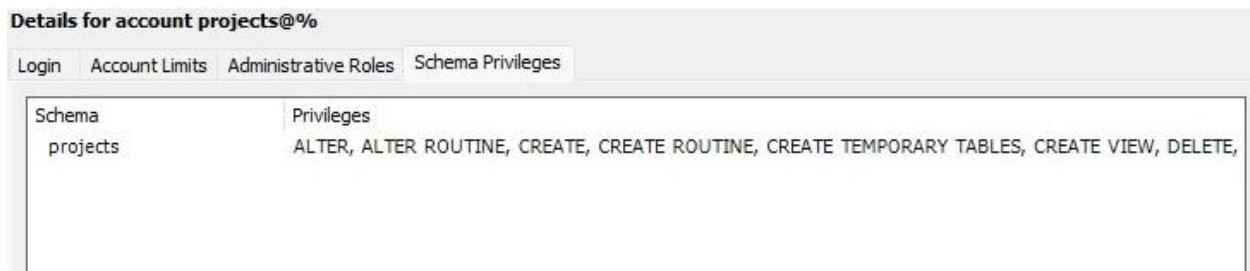 Details for account projects@%
Login Account Limits Administrative Roles Schema Privileges
Schema Privileges
projects ALTER, ALTER ROUTINE, CREATE, CREATE ROUTINE, CREATE TEMPORARY TABLES, CREATE VIEW, DELETE,